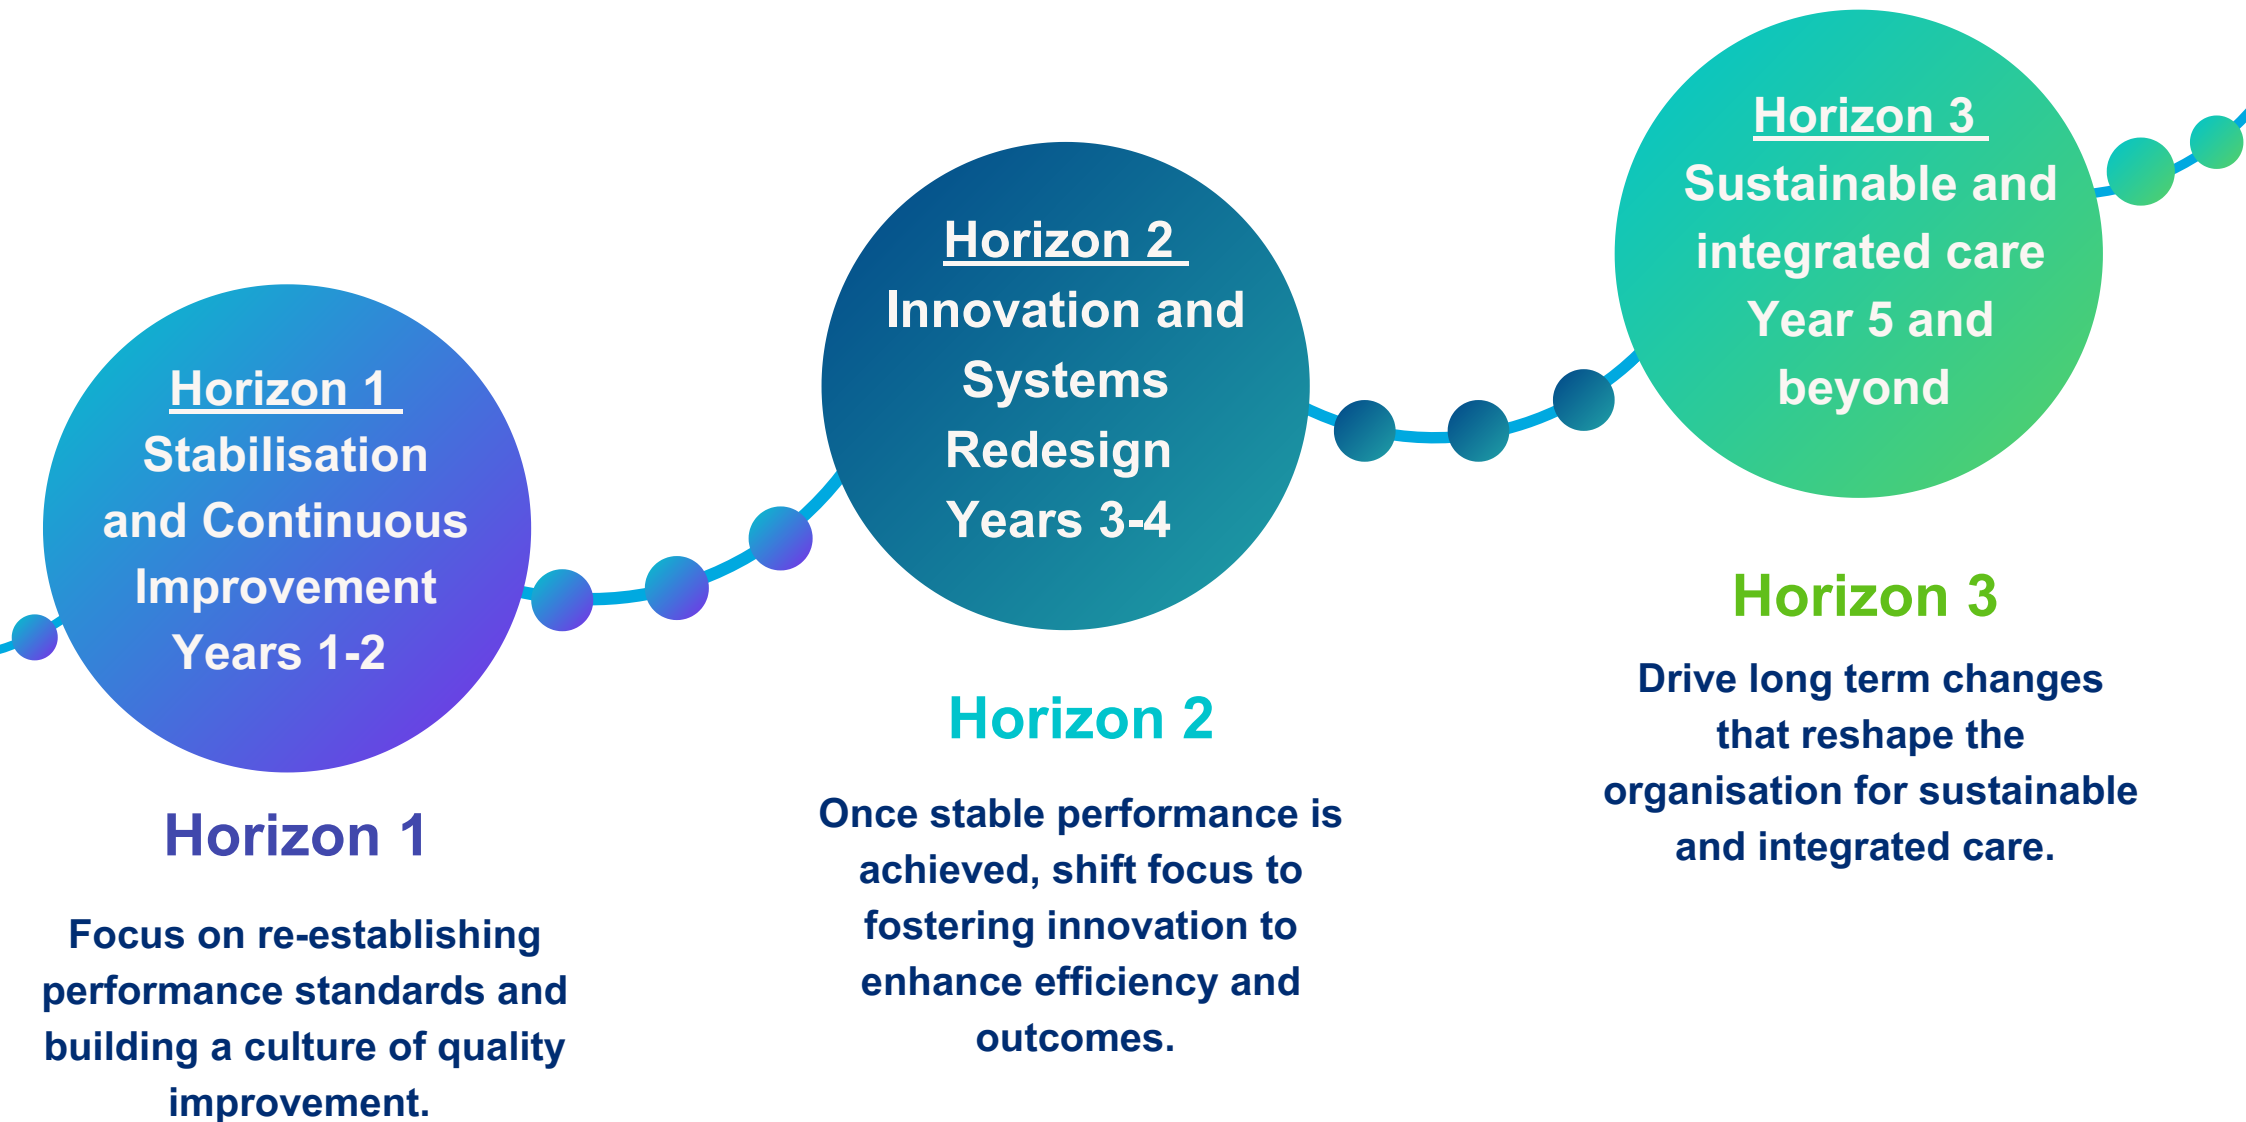 Horizon 1
Stabilisation
and Continuous
Improvement
Years 1-2
Horizon 1
Focus on re-establishing
performance standards and
building a culture of quality
improvement.
Horizon 2
Innovation and
Systems
Redesign
Years 3-4
Horizon 2
Once stable performance is
achieved, shift focus to
fostering innovation to
enhance efficiency and
outcomes.
Horizon 3
Sustainable and
integrated care
Year 5 and
beyond
Horizon 3
Drive long term changes
that reshape the
organisation for sustainable
and integrated care.